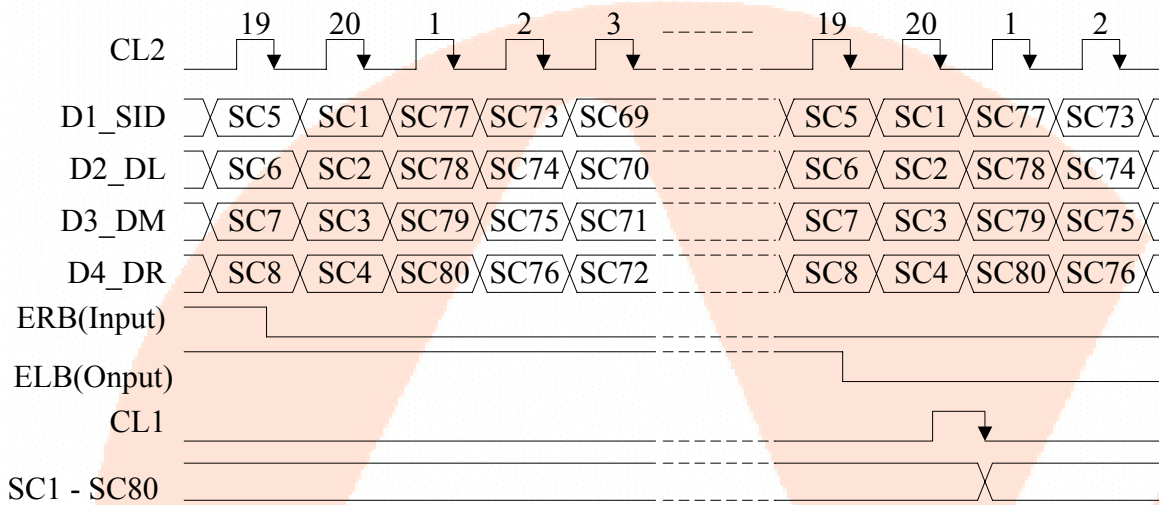 19 20 1 2 3 19 20 1 2
CL2
D1_SID SC5 SC1 SC77 SC73 SC69 SC5 SC1 SC77 SC73
D2_DL SC6 SC2 SC78 SC74 SC70 SC6 SC2 SC78 SC74
D3_DM SC7 SC3 SC79 SC75 SC71 SC7 SC3 SC79 SC75
D4_DR SC8 SC4 SC80 SC76 SC72 SC8 SC4 SC80 SC76
ERB(Input)
ELB(Onput)
CL1
SC1 - SC80